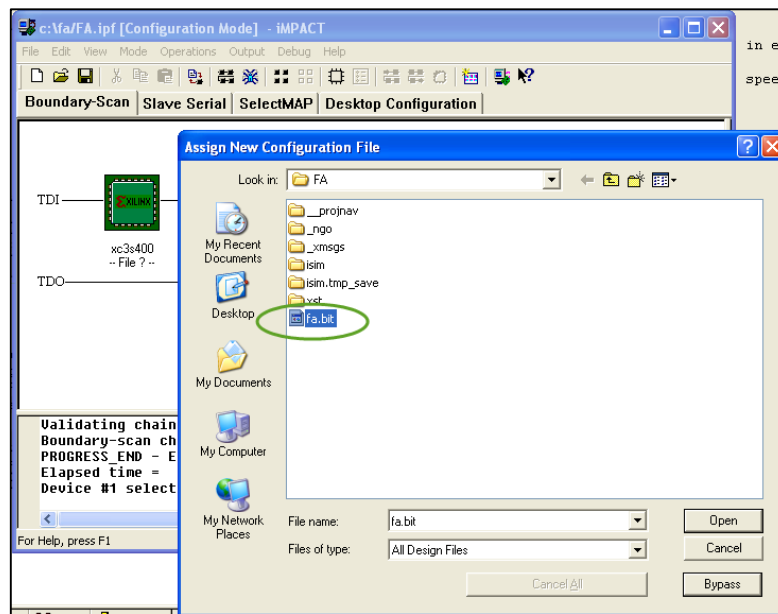 c:\fa/FA.ipf [Configuration Mode] - iMPACT
File Edit View Mode Operations Output Debug Help
Boundary-Scan Slave Serial SelectMAP Desktop Configuration
in e
spee
TDI
XILINX
xc3s400
-- File ? --
TDO
Validating chain
Boundary-scan ch
PROGRESS_END - E
Elapsed time =
Device #1 select
For Help, press F1
Assign New Configuration File
Look in: FA
My Recent
Documents
Desktop
My Documents
My Computer
My Network
Places
__projnav
_ngo
_xmsgs
isim
isim.tmp_save
xst
fa.bit
File name: fa.bit Open
Files of type: All Design Files Cancel
Cancel All Bypass